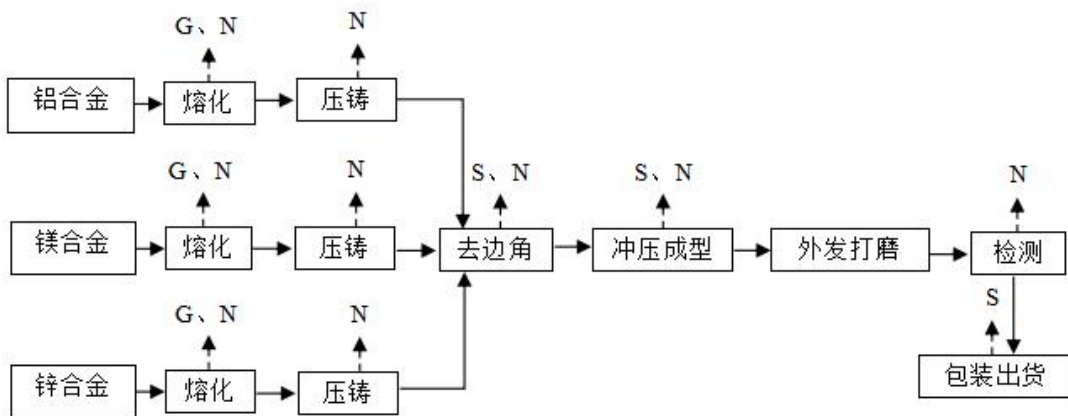 G、N
N
铝合金
熔化
压铸
G、N
N
S、N
S、N
N
镁合金
熔化
压铸
去边角
冲压成型
外发打磨
检测
G、N
N
S
锌合金
熔化
压铸
包装出货